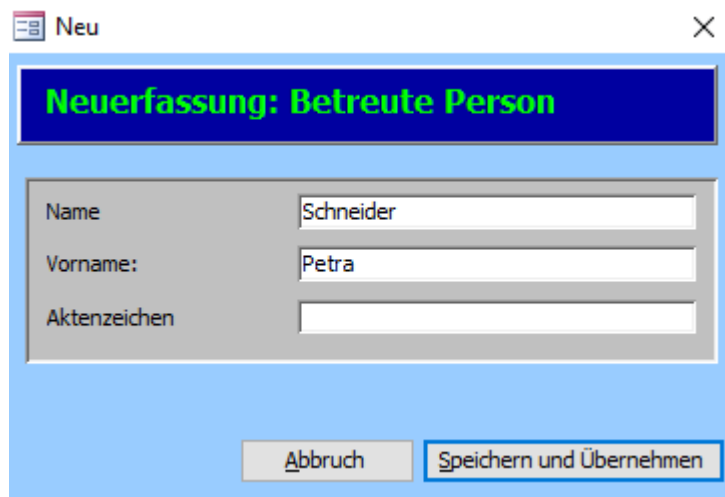 Neu
Neuerfassung: Betreute Person
Name Schneider
Vorname: Petra
Aktenzeichen
Abbruch Speichern und Übernehmen